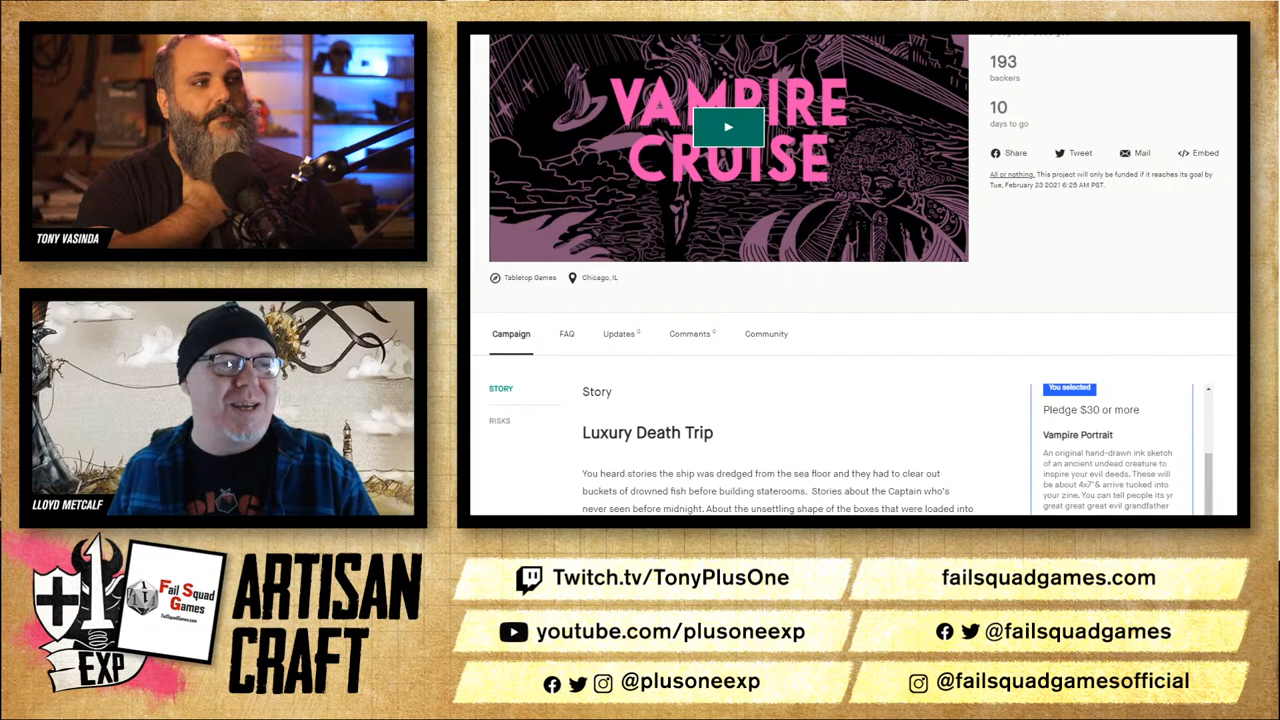 TONY VASINDA
LLOYD METCALF
VAMPIRE
CRUISE
193
backers
10
days to go
Share
Tweet
Mail
</> Embed
All or nothing. This project will only be funded if it reaches its goal by
Tue, February 23 2021 6:25 AM PST.
Tabletop Games
Chicago, IL
Campaign
FAQ
Updates 0
Comments 0
Community
STORY
RISKS
Story
Luxury Death Trip
You heard stories the ship was dredged from the sea floor and they had to clear out
buckets of drowned fish before building staterooms. Stories about the Captain who's
never seen before midnight. About the unsettling shape of the boxes that were loaded into
You selected
Pledge $30 or more
Vampire Portrait
An original hand-drawn ink sketch
of an ancient undead creature to
inspire your evil deeds. These will
be about 4x7"& arrive tucked into
your zine. You can tell people its yr
great great great evil grandfather
1
EXP
Fail Squad
Games
FailSquadGames.com
ARTISAN
CRAFT
Twitch.tv/TonyPlusOne
youtube.com/plusoneexp
@plusoneexp
failsquadgames.com
@failsquadgames
@failsquadgamesofficial